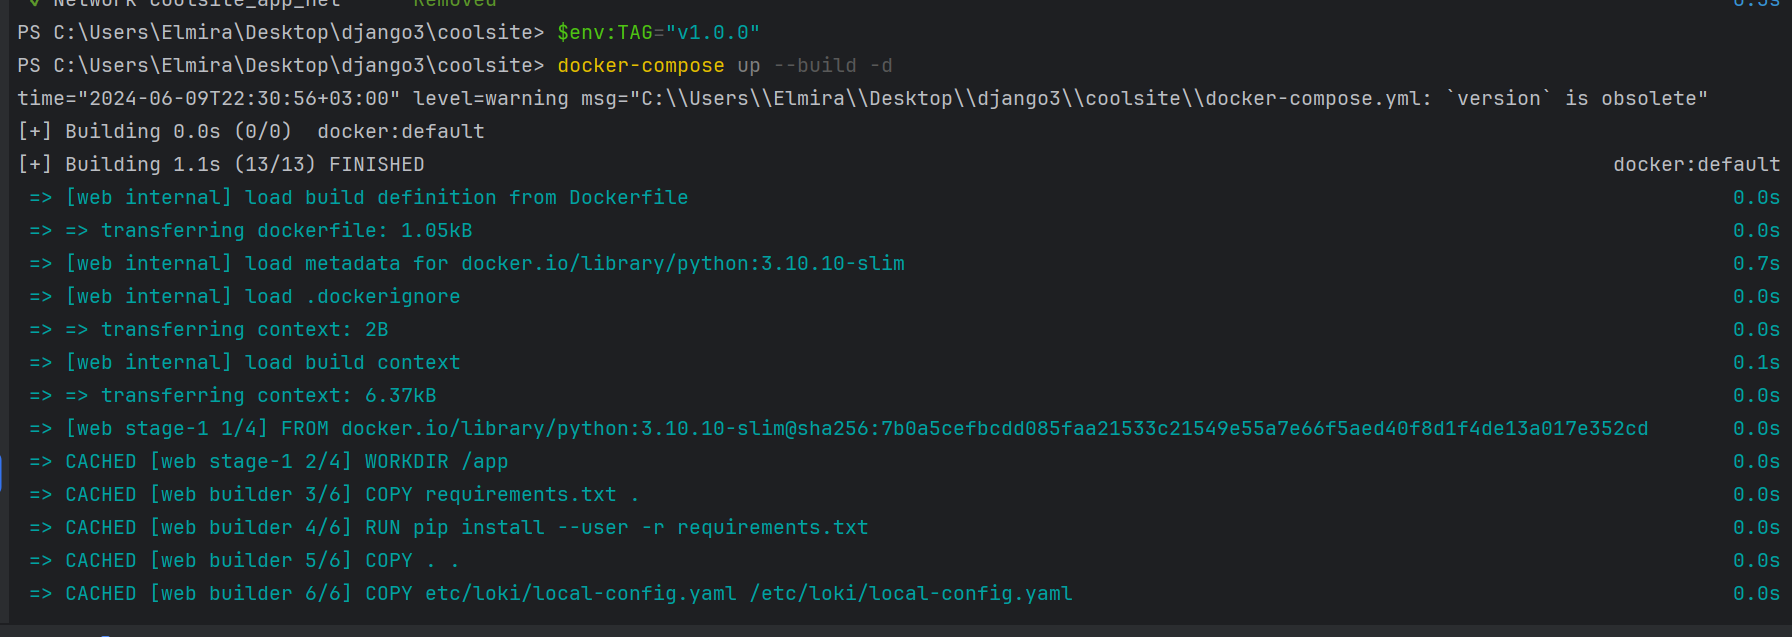 ✓ Network coolsite_app_net Removed 0.3s
PS C:\Users\Elmira\Desktop\django3\coolsite> $env:TAG="v1.0.0"
PS C:\Users\Elmira\Desktop\django3\coolsite> docker-compose up --build -d
time="2024-06-09T22:30:56+03:00" level=warning msg="C:\\Users\\Elmira\\Desktop\\django3\\coolsite\\docker-compose.yml: `version` is obsolete"
[+] Building 0.0s (0/0)  docker:default
[+] Building 1.1s (13/13) FINISHED docker:default
=> [web internal] load build definition from Dockerfile 0.0s
=> => transferring dockerfile: 1.05kB 0.0s
=> [web internal] load metadata for docker.io/library/python:3.10.10-slim 0.7s
=> [web internal] load .dockerignore 0.0s
=> => transferring context: 2B 0.0s
=> [web internal] load build context 0.1s
=> => transferring context: 6.37kB 0.0s
=> [web stage-1 1/4] FROM docker.io/library/python:3.10.10-slim@sha256:7b0a5cefbcdd085faa21533c21549e55a7e66f5aed40f8d1f4de13a017e352cd 0.0s
=> CACHED [web stage-1 2/4] WORKDIR /app 0.0s
=> CACHED [web builder 3/6] COPY requirements.txt . 0.0s
=> CACHED [web builder 4/6] RUN pip install --user -r requirements.txt 0.0s
=> CACHED [web builder 5/6] COPY . . 0.0s
=> CACHED [web builder 6/6] COPY etc/loki/local-config.yaml /etc/loki/local-config.yaml 0.0s